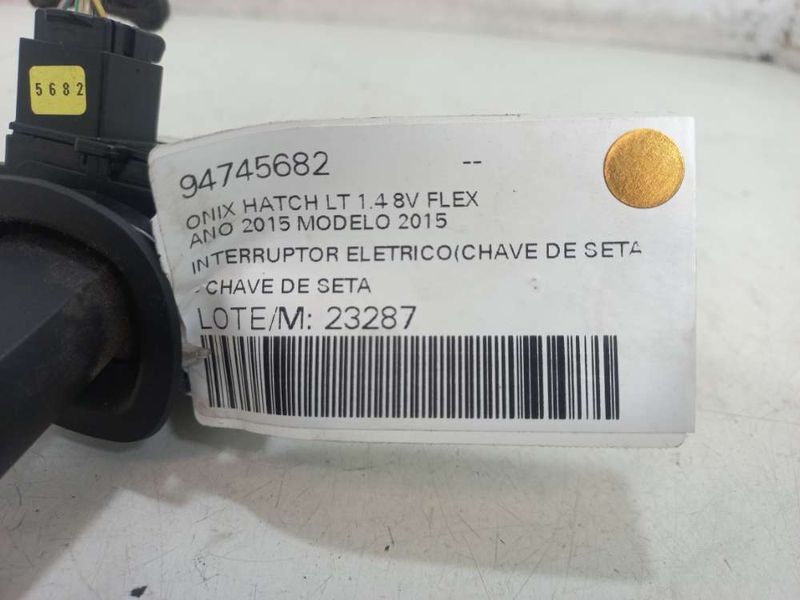 5682
94745682 --
ONIX HATCH LT 1.4 8V FLEX
ANO 2015 MODELO 2015
INTERRUPTOR ELETRICO(CHAVE DE SETA
- CHAVE DE SETA
LOTE/M: 23287